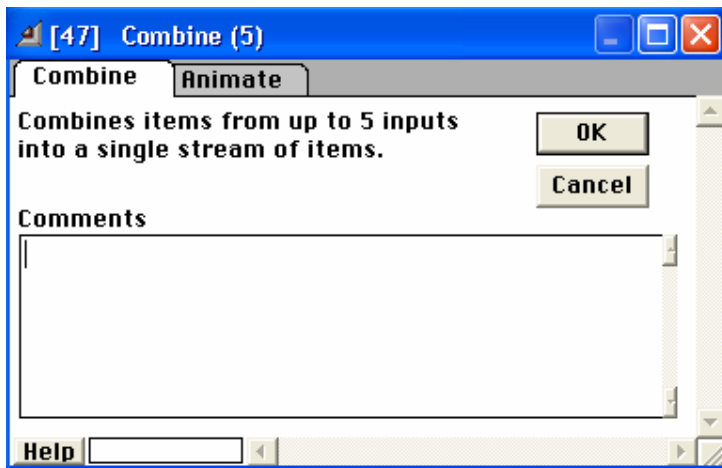 [47] Combine (5)
Combine Animate
Combines items from up to 5 inputs
into a single stream of items.
OK
Cancel
Comments
Help